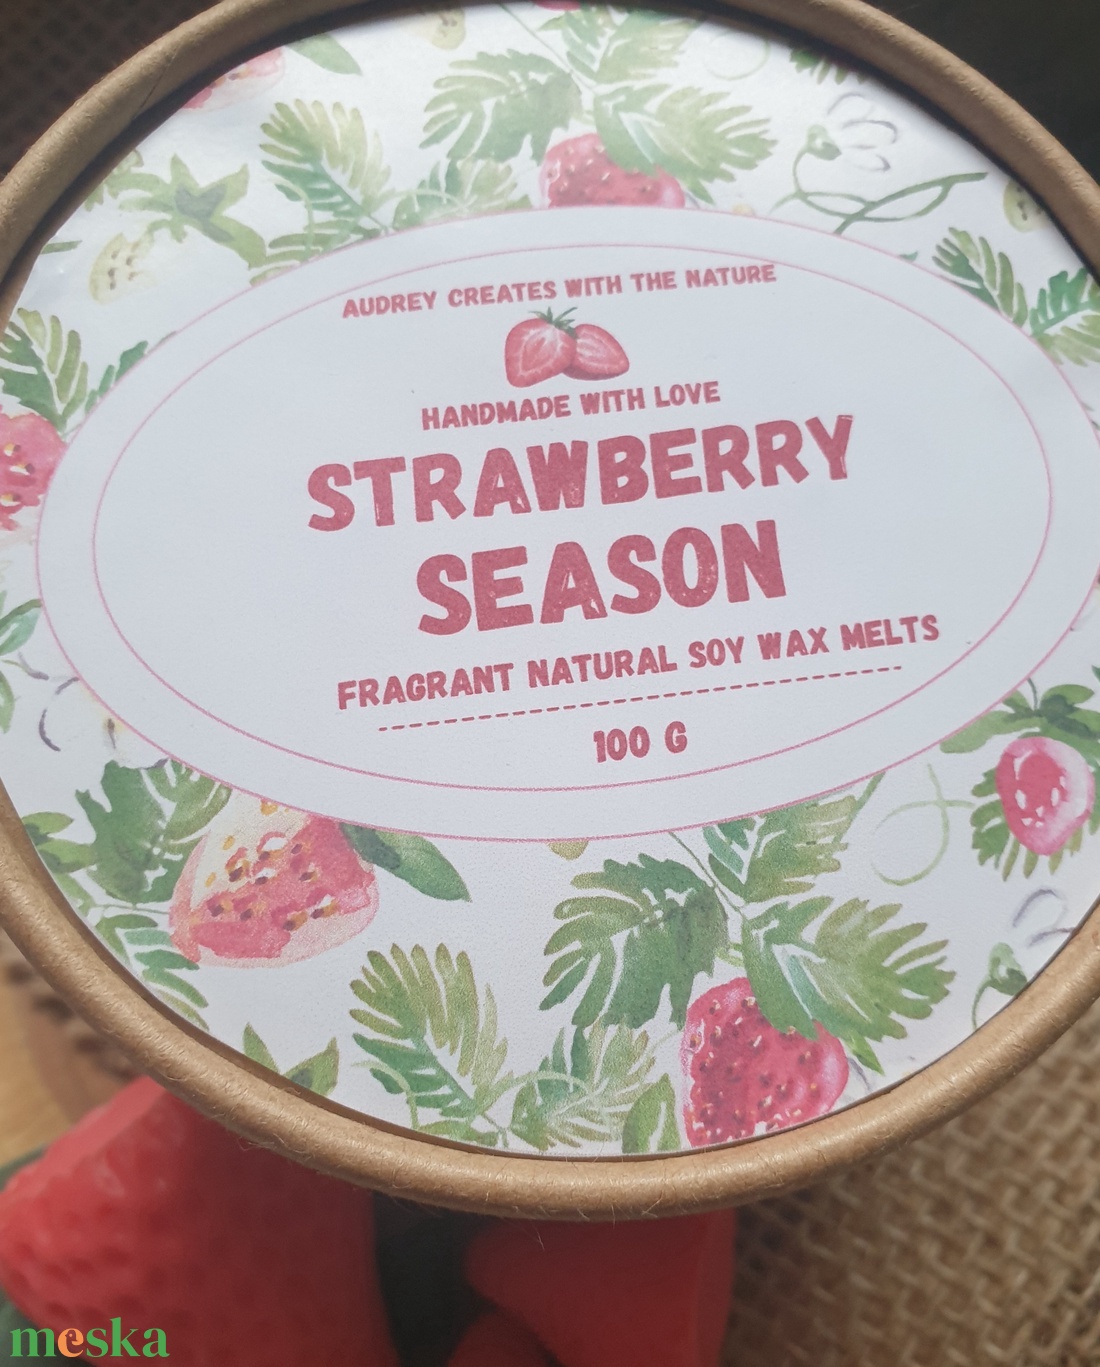 AUDREY CREATES WITH THE NATURE
HANDMADE WITH LOVE
STRAWBERRY
SEASON
FRAGRANT NATURAL SOY WAX MELTS
100 G
meska